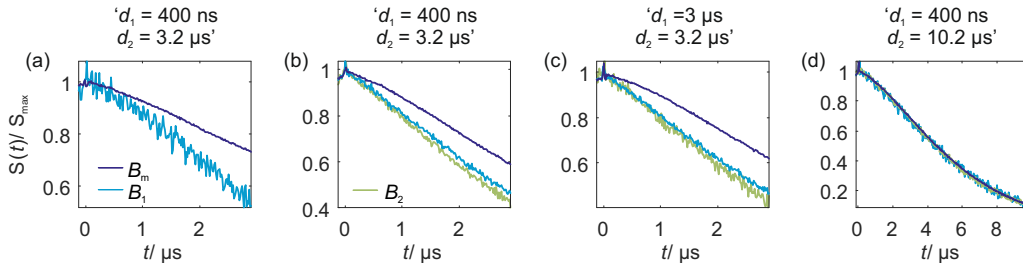 ‘d₁ = 400 ns
d₂ = 3.2 µs’
‘d₁ = 400 ns
d₂ = 3.2 µs’
‘d₁ =3 µs
d₂ = 3.2 µs’
‘d₁ = 400 ns
d₂ = 10.2 µs’
(a)
(b)
(c)
(d)
S(t)/ Sₘₐₓ
1
0.8
0.6
Bₘ
B₁
0 1 2
t/ µs
1
0.8
0.6
0.4
B₂
0 1 2
t/ µs
1
0.8
0.6
0 1 2
t/ µs
1.0
0.8
0.6
0.4
0.2
0 2 4 6 8
t/ µs